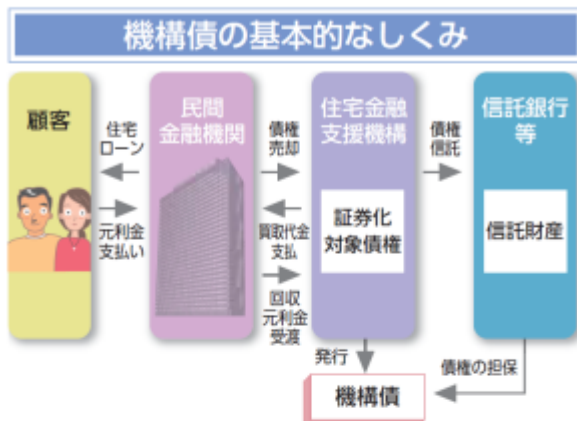 機構債の基本的なしくみ
顧客
住宅
ローン
元利金
支払い
民間
金融機関
債権
売却
買取代金
支払
回収
元利金
受渡
住宅金融
支援機構
証券化
対象債権
債権
信託
信託銀行
等
信託財産
発行
債権の担保
機構債